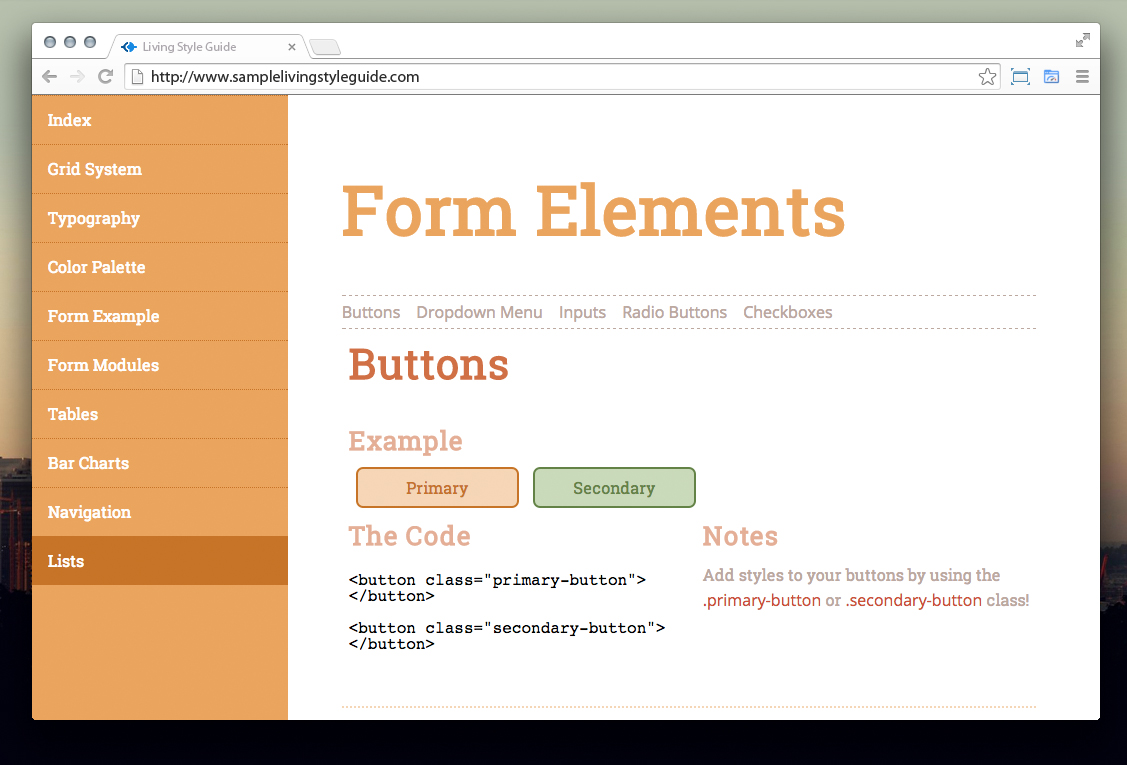 Living Style Guide
http://www.samplelivingstyleguide.com
Index
Grid System
Typography
Color Palette
Form Example
Form Modules
Tables
Bar Charts
Navigation
Lists
Form Elements
Buttons Dropdown Menu Inputs Radio Buttons Checkboxes
Buttons
Example
Primary Secondary
The Code
<button class="primary-button">
</button>
<button class="secondary-button">
</button>
Notes
Add styles to your buttons by using the
.primary-button or .secondary-button class!